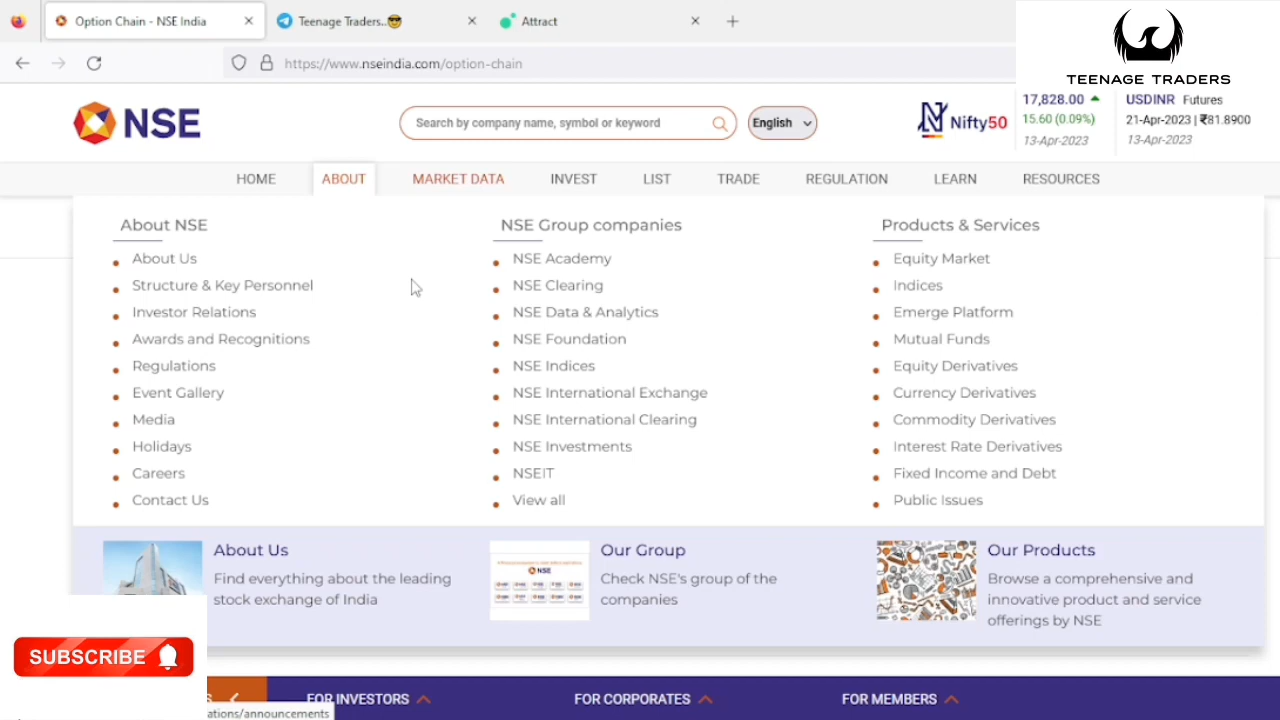 Option Chain - NSE India
Teenage Traders..😎
Attract
https://www.nseindia.com/option-chain
TEENAGE TRADERS
NSE
Search by company name, symbol or keyword
English
Nifty50
17,828.00
15.60 (0.09%)
13-Apr-2023
USDINR Futures
21-Apr-2023 | ₹81.8900
13-Apr-2023
HOME ABOUT MARKET DATA INVEST LIST TRADE REGULATION LEARN RESOURCES
About NSE
About Us
Structure & Key Personnel
Investor Relations
Awards and Recognitions
Regulations
Event Gallery
Media
Holidays
Careers
Contact Us
NSE Group companies
NSE Academy
NSE Clearing
NSE Data & Analytics
NSE Foundation
NSE Indices
NSE International Exchange
NSE International Clearing
NSE Investments
NSEIT
View all
Products & Services
Equity Market
Indices
Emerge Platform
Mutual Funds
Equity Derivatives
Currency Derivatives
Commodity Derivatives
Interest Rate Derivatives
Fixed Income and Debt
Public Issues
About Us
Find everything about the leading
stock exchange of India
NSE
Our Group
Check NSE's group of the
companies
Our Products
Browse a comprehensive and
innovative product and service
offerings by NSE
SUBSCRIBE
S
FOR INVESTORS FOR CORPORATES FOR MEMBERS
ations/announcements